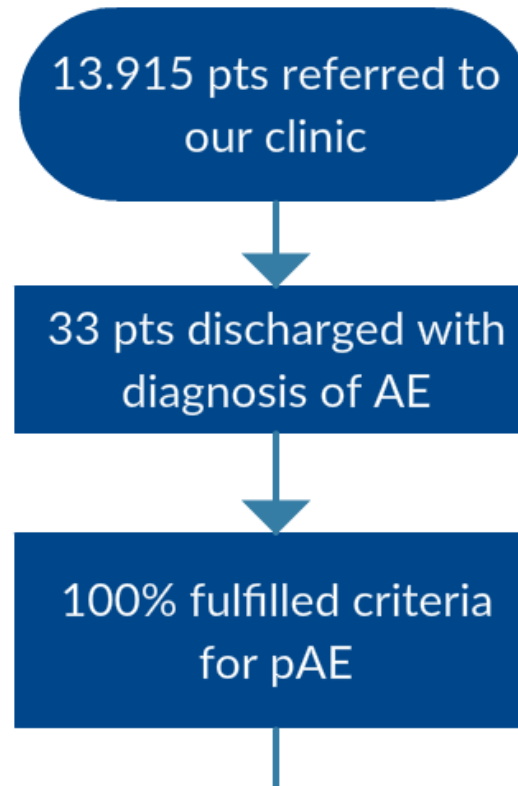 13.915 pts referred to
our clinic
33 pts discharged with
diagnosis of AE
100% fulfilled criteria
for pAE